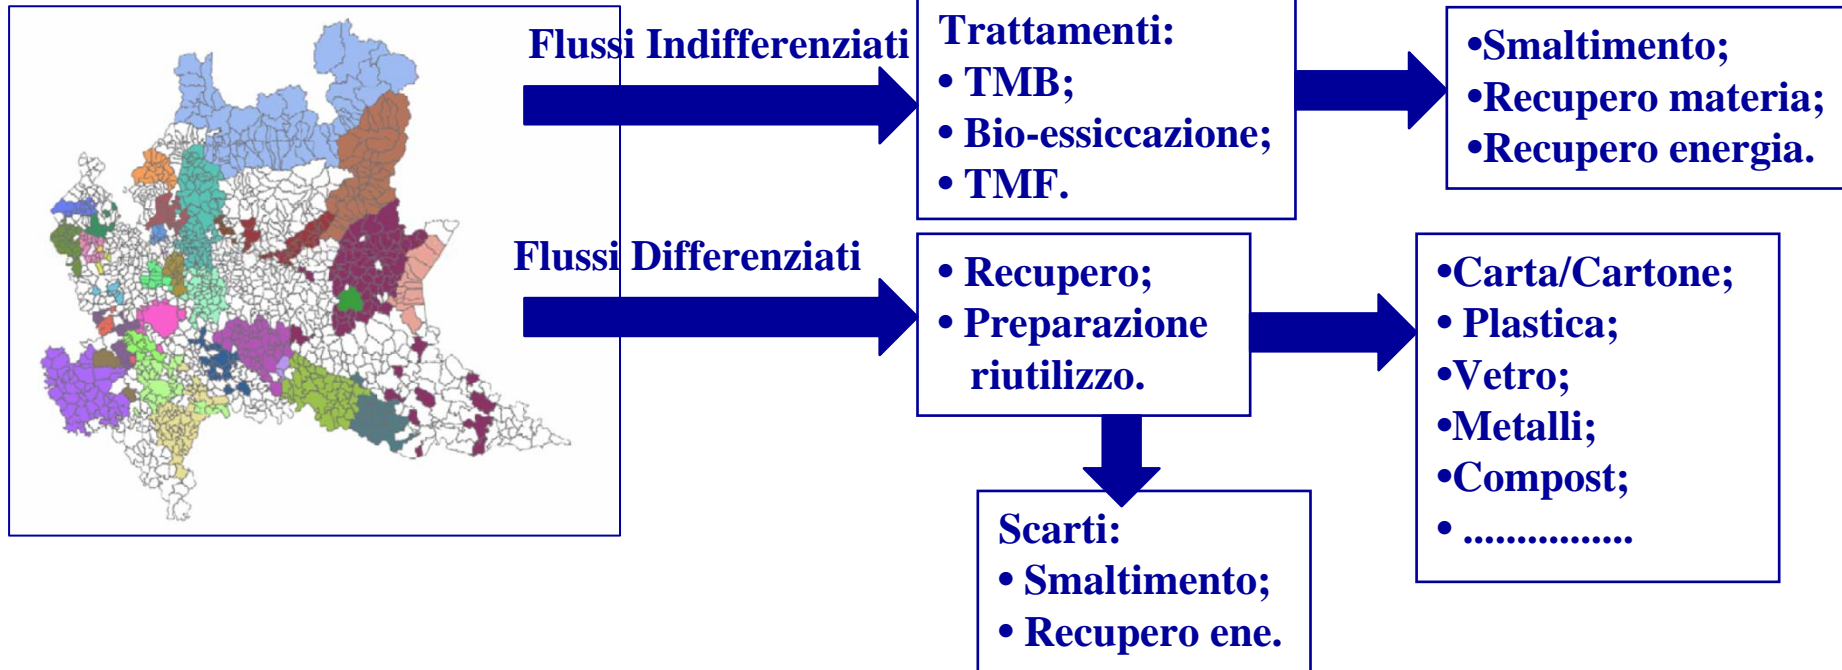 Flussi Indifferenziati
Trattamenti:
• TMB;
• Bio-essiccazione;
• TMF.
•Smaltimento;
•Recupero materia;
•Recupero energia.
Flussi Differenziati
• Recupero;
• Preparazione
riutilizzo.
•Carta/Cartone;
• Plastica;
•Vetro;
•Metalli;
•Compost;
• ................
Scarti:
• Smaltimento;
• Recupero ene.